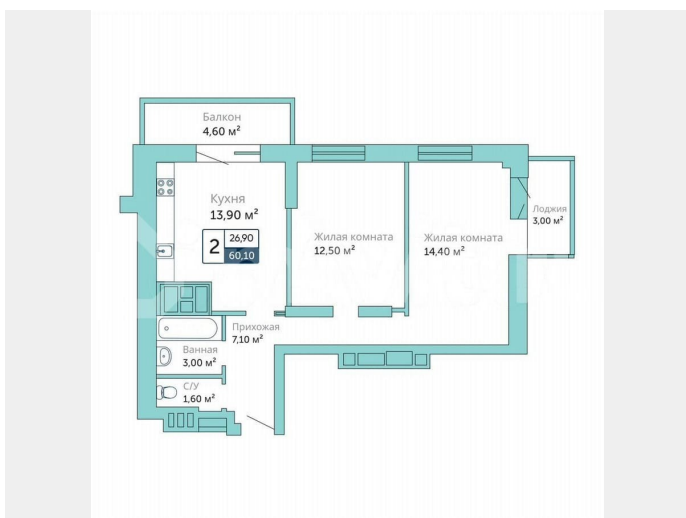 Балкон
4,60 м²
Кухня
13,90 м²
2
26,90
60,10
Жилая комната
12,50 м²
Жилая комната
14,40 м²
Лоджия
3,00 м²
Прихожая
7,10 м²
Ванная
3,00 м²
С/У
1,60 м²